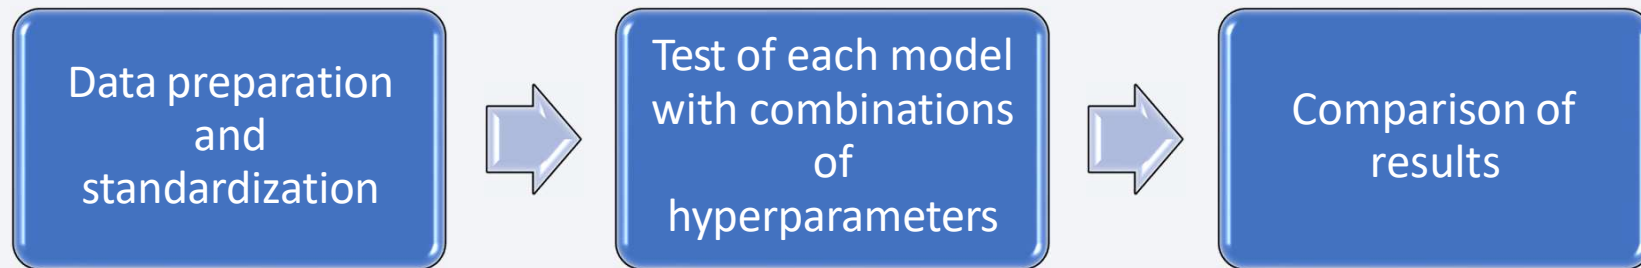 Data preparation
and
standardization
Test of each model
with combinations
of
hyperparameters
Comparison of
results